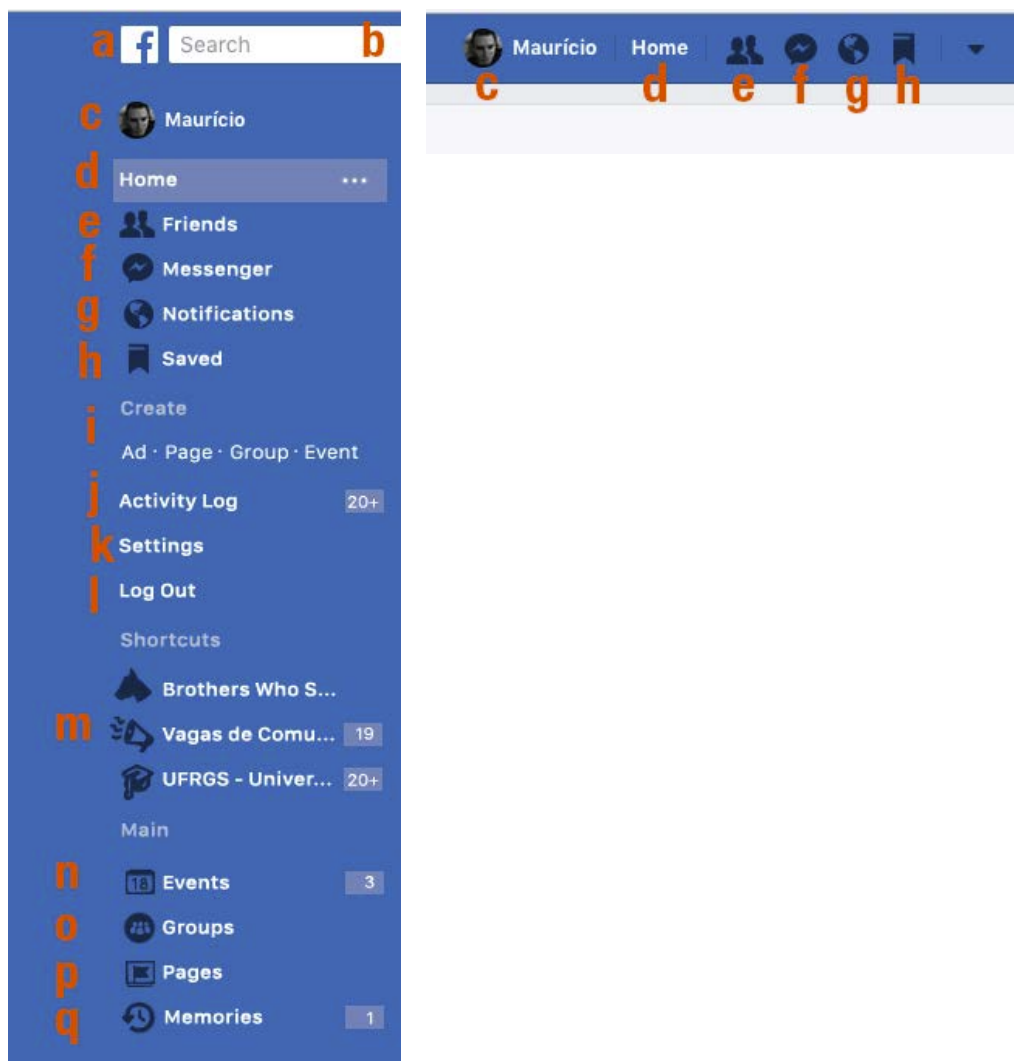 a f Search b
c Maurício
d Home ...
e Friends
f Messenger
g Notifications
h Saved
i Create
Ad · Page · Group · Event
j Activity Log 20+
k Settings
l Log Out
Shortcuts
Brothers Who S...
m Vagas de Comu... 19
UFRGS - Univer... 20+
Main
n 18 Events 3
o Groups
p Pages
q Memories 1
Maurício Home
c d e f g h